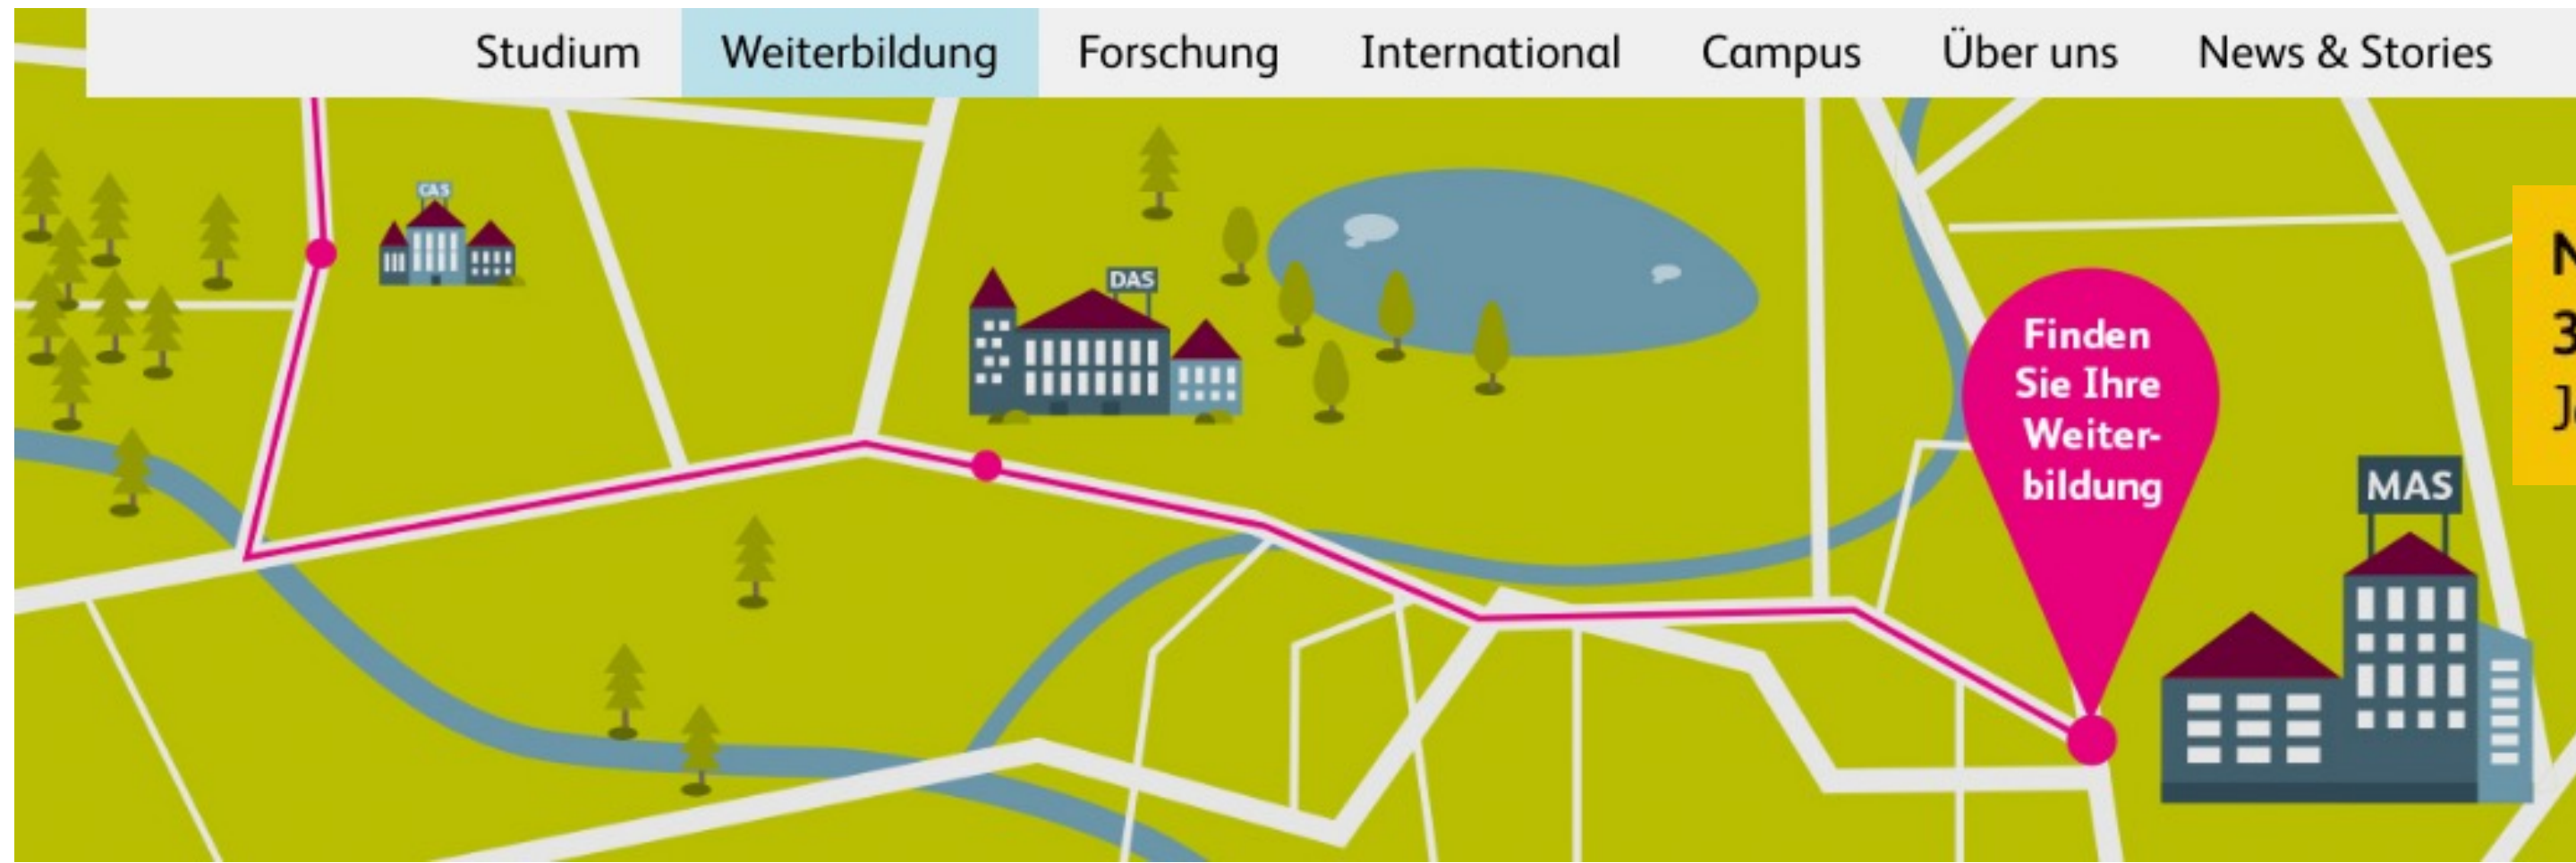 Studium Weiterbildung Forschung International Campus Über uns News & Stories
CAS
DAS
Finden
Sie Ihre
Weiter-
bildung
MAS